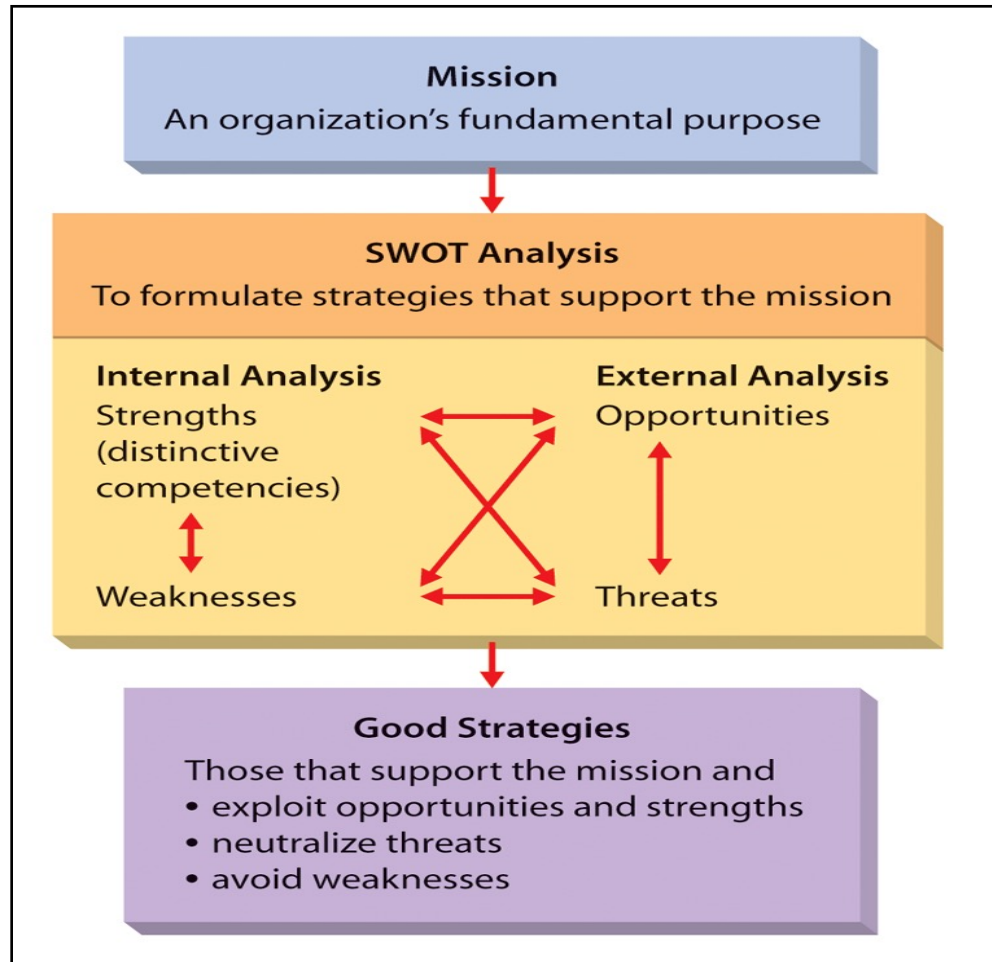 Mission
An organization's fundamental purpose
SWOT Analysis
To formulate strategies that support the mission
Internal Analysis
Strengths
(distinctive
competencies)
Weaknesses
External Analysis
Opportunities
Threats
Good Strategies
Those that support the mission and
• exploit opportunities and strengths
• neutralize threats
• avoid weaknesses